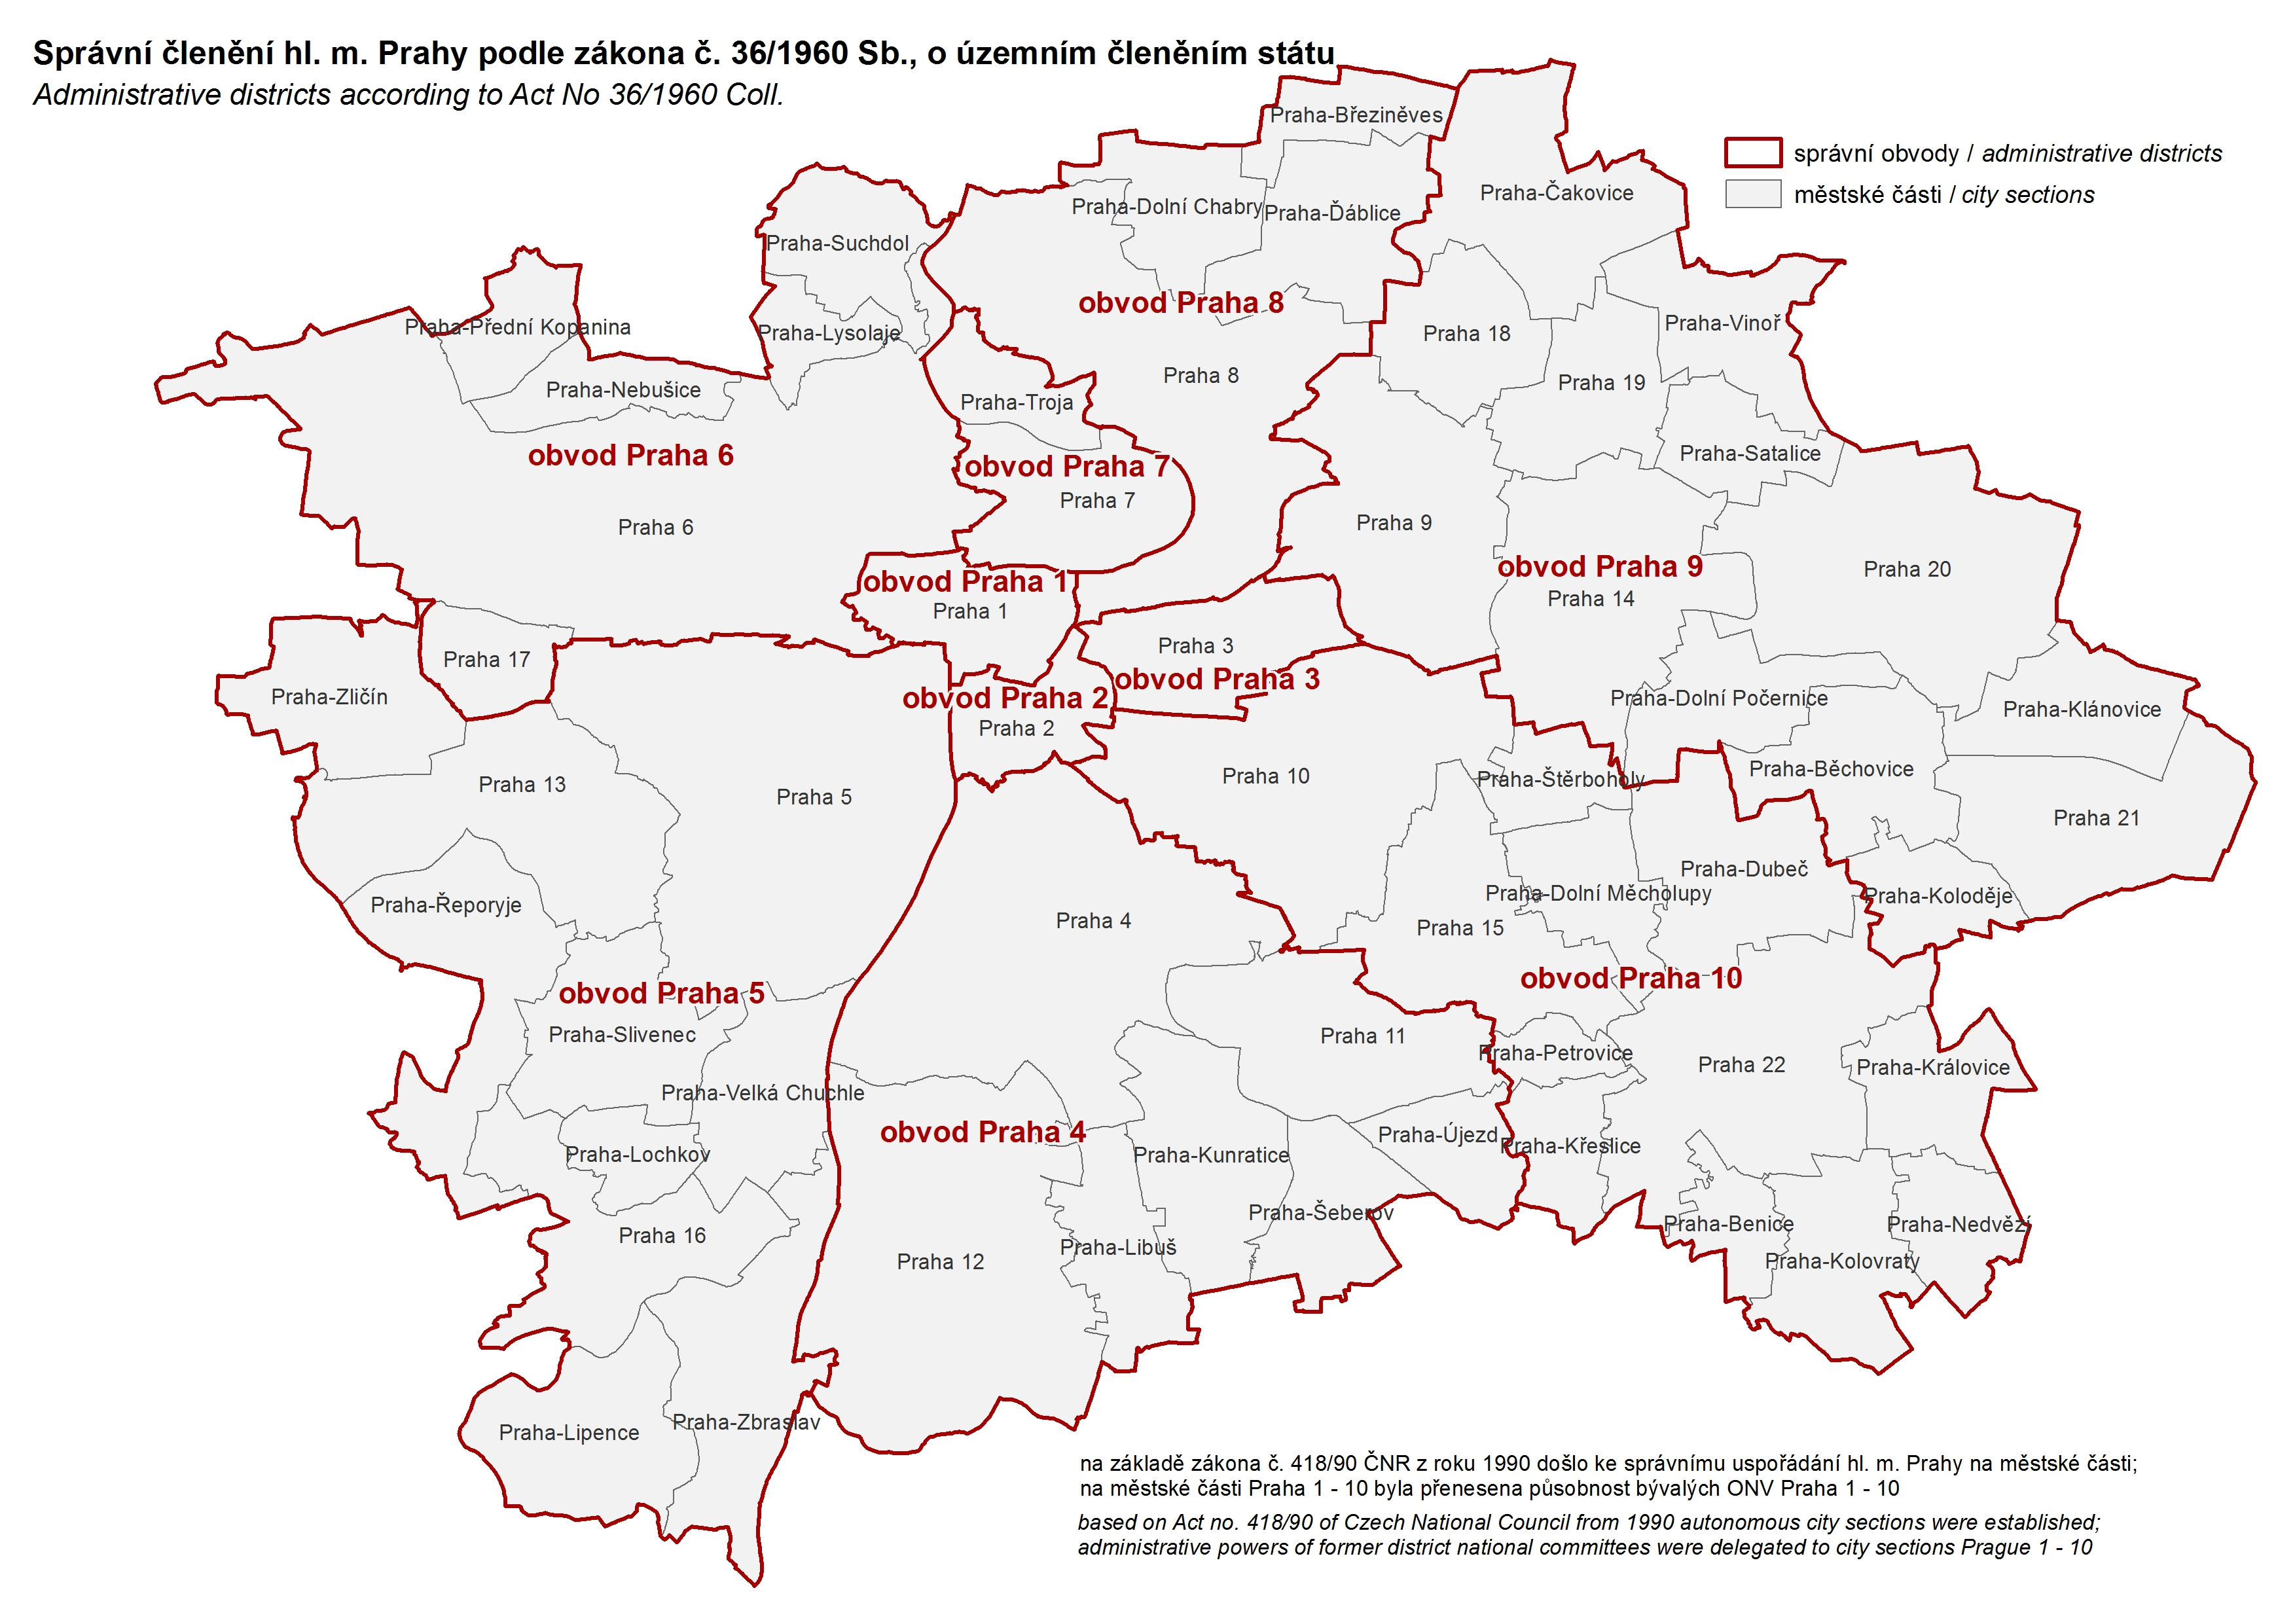 Správní členění hl. m. Prahy podle zákona č. 36/1960 Sb., o územním členěním státu
Administrative districts according to Act No 36/1960 Coll.
správní obvody / administrative districts
městské části / city sections
Praha-Březiněves
Praha-Čakovice
Praha-Dolní Chabry
Praha-Ďáblice
Praha-Suchdol
obvod Praha 8
Praha-Přední Kopanina
Praha-Lysolaje
Praha 18
Praha-Vinoř
Praha 8
Praha 19
Praha-Nebušice
Praha-Troja
obvod Praha 6
obvod Praha 7
Praha-Satalice
Praha 7
Praha 6
Praha 9
obvod Praha 9
Praha 20
obvod Praha 1
Praha 14
Praha 1
Praha 3
Praha 17
obvod Praha 3
Praha-Zličín
obvod Praha 2
Praha-Dolní Počernice
Praha-Klánovice
Praha 2
Praha-Běchovice
Praha 13
Praha 5
Praha 10
Praha-Štěrboholy
Praha 21
Praha-Dubeč
Praha-Dolní Měcholupy
Praha-Koloděje
Praha-Řeporyje
Praha 4
Praha 15
obvod Praha 10
obvod Praha 5
Praha-Slivenec
Praha 11
Praha-Petrovice
Praha 22
Praha-Královice
Praha-Velká Chuchle
obvod Praha 4
Praha-Újezd
Praha-Křeslice
Praha-Lochkov
Praha-Kunratice
Praha-Šeberov
Praha-Benice
Praha-Nedvězí
Praha 16
Praha-Libuš
Praha 12
Praha-Kolovraty
Praha-Lipence
Praha-Zbraslav
na základě zákona č. 418/90 ČNR z roku 1990 došlo ke správnímu uspořádání hl. m. Prahy na městské části;
na městské části Praha 1 - 10 byla přenesena působnost bývalých ONV Praha 1 - 10
based on Act no. 418/90 of Czech National Council from 1990 autonomous city sections were established;
administrative powers of former district national committees were delegated to city sections Prague 1 - 10